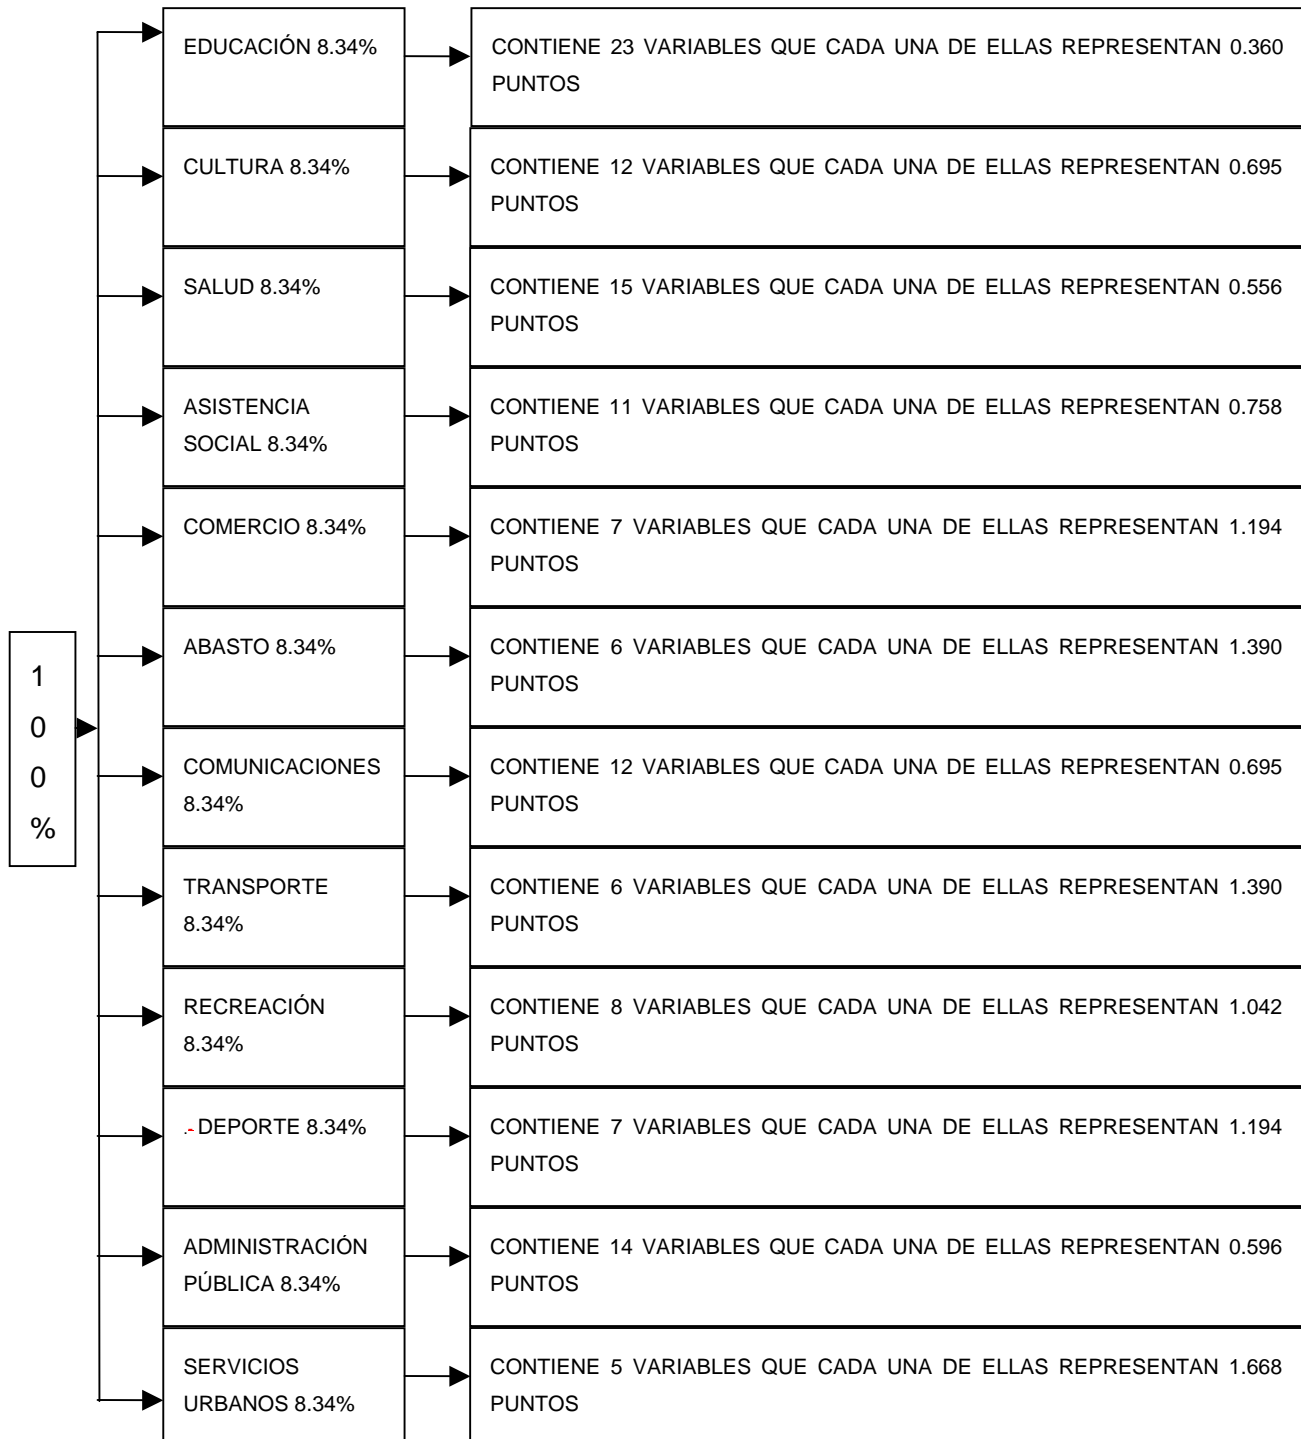 EDUCACIÓN 8.34%
CONTIENE 23 VARIABLES QUE CADA UNA DE ELLAS REPRESENTAN 0.360
PUNTOS
CULTURA 8.34%
CONTIENE 12 VARIABLES QUE CADA UNA DE ELLAS REPRESENTAN 0.695
PUNTOS
SALUD 8.34%
CONTIENE 15 VARIABLES QUE CADA UNA DE ELLAS REPRESENTAN 0.556
PUNTOS
ASISTENCIA
SOCIAL 8.34%
CONTIENE 11 VARIABLES QUE CADA UNA DE ELLAS REPRESENTAN 0.758
PUNTOS
COMERCIO 8.34%
CONTIENE 7 VARIABLES QUE CADA UNA DE ELLAS REPRESENTAN 1.194
PUNTOS
ABASTO 8.34%
CONTIENE 6 VARIABLES QUE CADA UNA DE ELLAS REPRESENTAN 1.390
PUNTOS
1
0
0
%
COMUNICACIONES
8.34%
CONTIENE 12 VARIABLES QUE CADA UNA DE ELLAS REPRESENTAN 0.695
PUNTOS
TRANSPORTE
8.34%
CONTIENE 6 VARIABLES QUE CADA UNA DE ELLAS REPRESENTAN 1.390
PUNTOS
RECREACIÓN
8.34%
CONTIENE 8 VARIABLES QUE CADA UNA DE ELLAS REPRESENTAN 1.042
PUNTOS
.- DEPORTE 8.34%
CONTIENE 7 VARIABLES QUE CADA UNA DE ELLAS REPRESENTAN 1.194
PUNTOS
ADMINISTRACIÓN
PÚBLICA 8.34%
CONTIENE 14 VARIABLES QUE CADA UNA DE ELLAS REPRESENTAN 0.596
PUNTOS
SERVICIOS
URBANOS 8.34%
CONTIENE 5 VARIABLES QUE CADA UNA DE ELLAS REPRESENTAN 1.668
PUNTOS